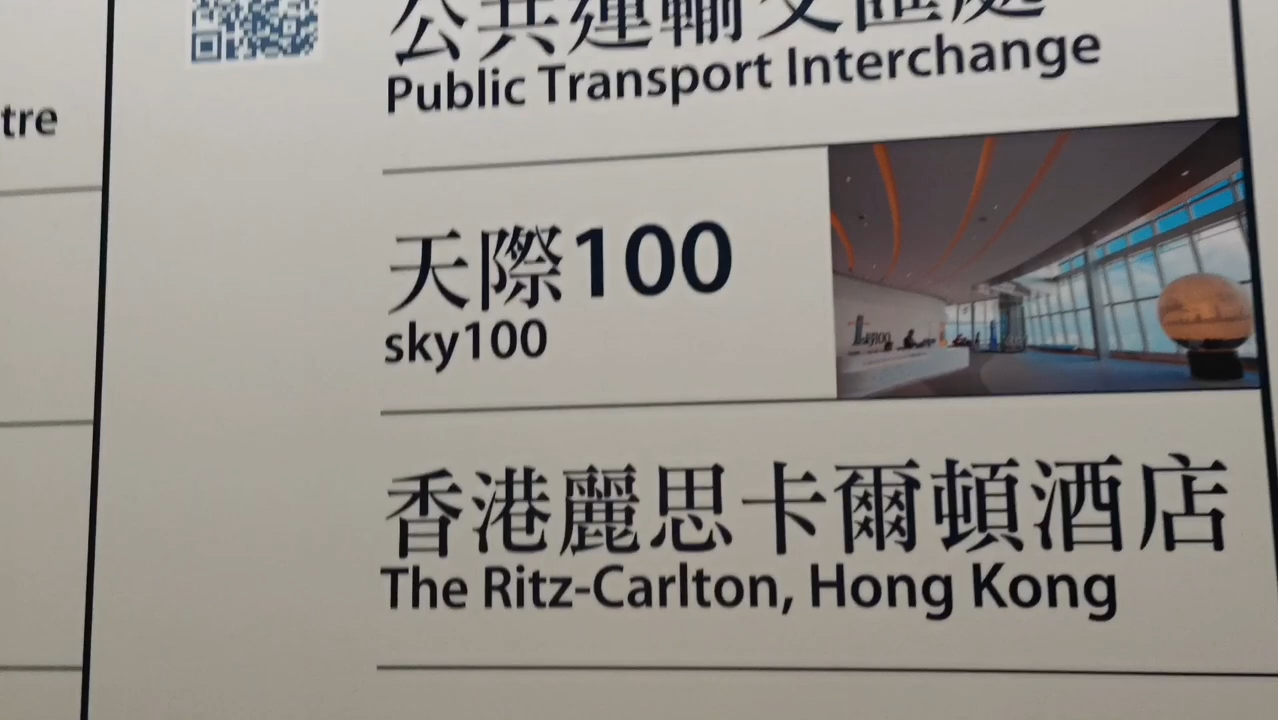 tre
公共運輸交匯處
Public Transport Interchange
天際100
sky100
sky100
香港麗思卡爾頓酒店
The Ritz-Carlton, Hong Kong